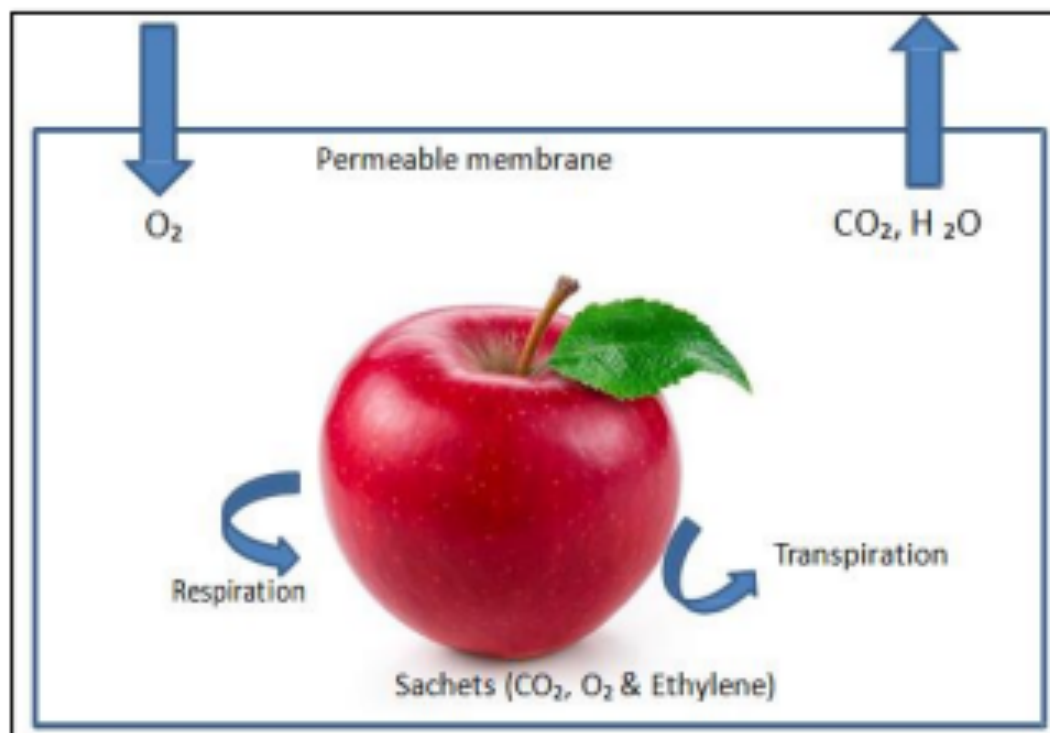 Permeable membrane
O₂
CO₂, H ₂O
Respiration
Transpiration
Sachets (CO₂, O₂ & Ethylene)